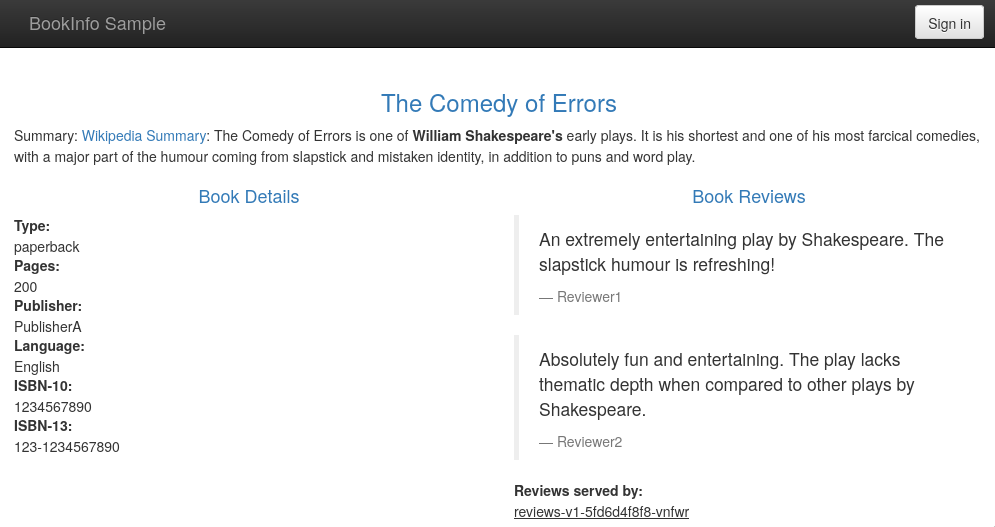 BookInfo Sample
Sign in
The Comedy of Errors
Summary: Wikipedia Summary: The Comedy of Errors is one of William Shakespeare's early plays. It is his shortest and one of his most farcical comedies,
with a major part of the humour coming from slapstick and mistaken identity, in addition to puns and word play.
Book Details
Type:
paperback
Pages:
200
Publisher:
PublisherA
Language:
English
ISBN-10:
1234567890
ISBN-13:
123-1234567890
Book Reviews
An extremely entertaining play by Shakespeare. The
slapstick humour is refreshing!
— Reviewer1
Absolutely fun and entertaining. The play lacks
thematic depth when compared to other plays by
Shakespeare.
— Reviewer2
Reviews served by:
reviews-v1-5fd6d4f8f8-vnfwr